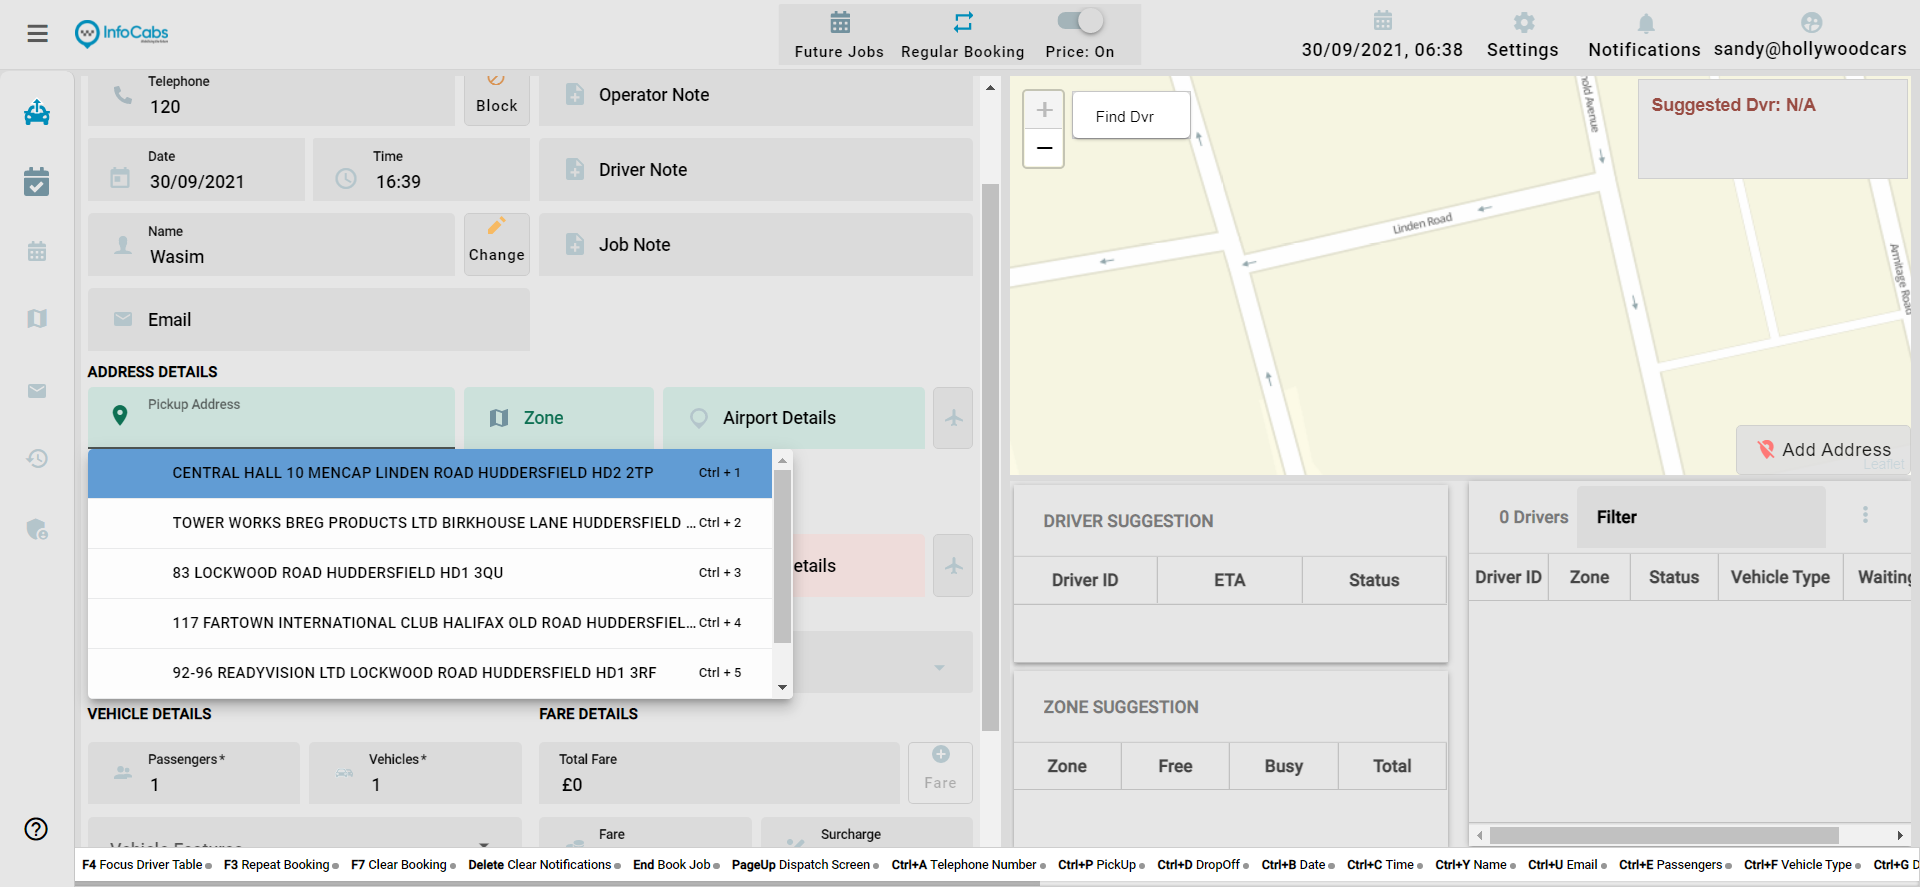 InfoCabs
Future Jobs
Regular Booking
Price: On
30/09/2021, 06:38
Settings
Notifications
sandy@hollywoodcars
Telephone
120
Block
Operator Note
Date
30/09/2021
Time
16:39
Driver Note
Name
Wasim
Change
Job Note
Email
ADDRESS DETAILS
Pickup Address
Zone
Airport Details
CENTRAL HALL 10 MENCAP LINDEN ROAD HUDDERSFIELD HD2 2TP Ctrl + 1
TOWER WORKS BREG PRODUCTS LTD BIRKHOUSE LANE HUDDERSFIELD ... Ctrl + 2
83 LOCKWOOD ROAD HUDDERSFIELD HD1 3QU Ctrl + 3
etails
117 FARTOWN INTERNATIONAL CLUB HALIFAX OLD ROAD HUDDERSFIEL... Ctrl + 4
92-96 READYVISION LTD LOCKWOOD ROAD HUDDERSFIELD HD1 3RF Ctrl + 5
VEHICLE DETAILS
FARE DETAILS
Passengers*
1
Vehicles*
1
Total Fare
£0
Fare
Fare
Surcharge
+
Find Dvr
−
Suggested Dvr: N/A
nold Avenue
Linden Road
Armitage Road
Add Address
Leaflet
DRIVER SUGGESTION
Driver ID ETA Status
ZONE SUGGESTION
Zone Free Busy Total
0 Drivers
Filter
Driver ID Zone Status Vehicle Type Waiting
F4 Focus Driver Table F3 Repeat Booking F7 Clear Booking Delete Clear Notifications End Book Job PageUp Dispatch Screen Ctrl+A Telephone Number Ctrl+P PickUp Ctrl+D DropOff Ctrl+B Date Ctrl+C Time Ctrl+Y Name Ctrl+U Email Ctrl+E Passengers Ctrl+F Vehicle Type Ctrl+G D